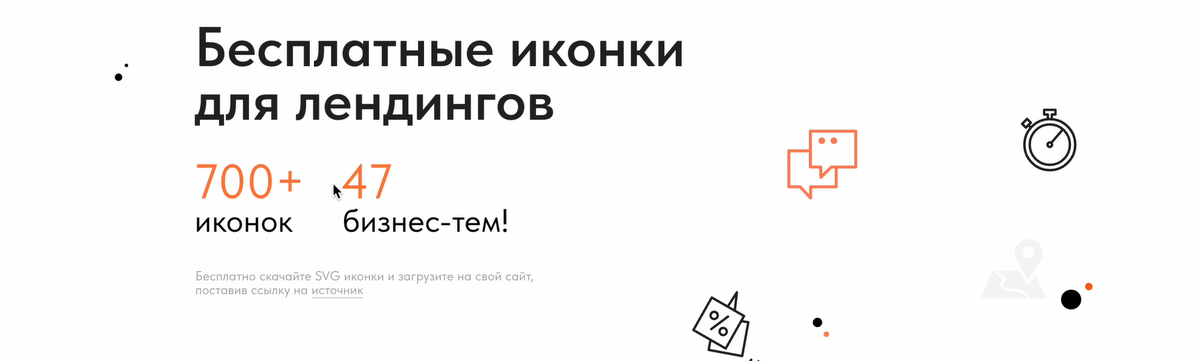 Бесплатные иконки
для лендингов
700+ 47
иконок бизнес-тем!
Бесплатно скачайте SVG иконки и загрузите на свой сайт,
поставив ссылку на источник
%